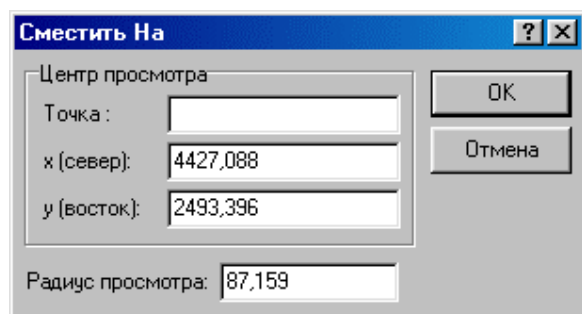 Сместить На
Центр просмотра
Точка :
OK
x (север): 4427,088
Отмена
y (восток): 2493,396
Радиус просмотра: 87,159